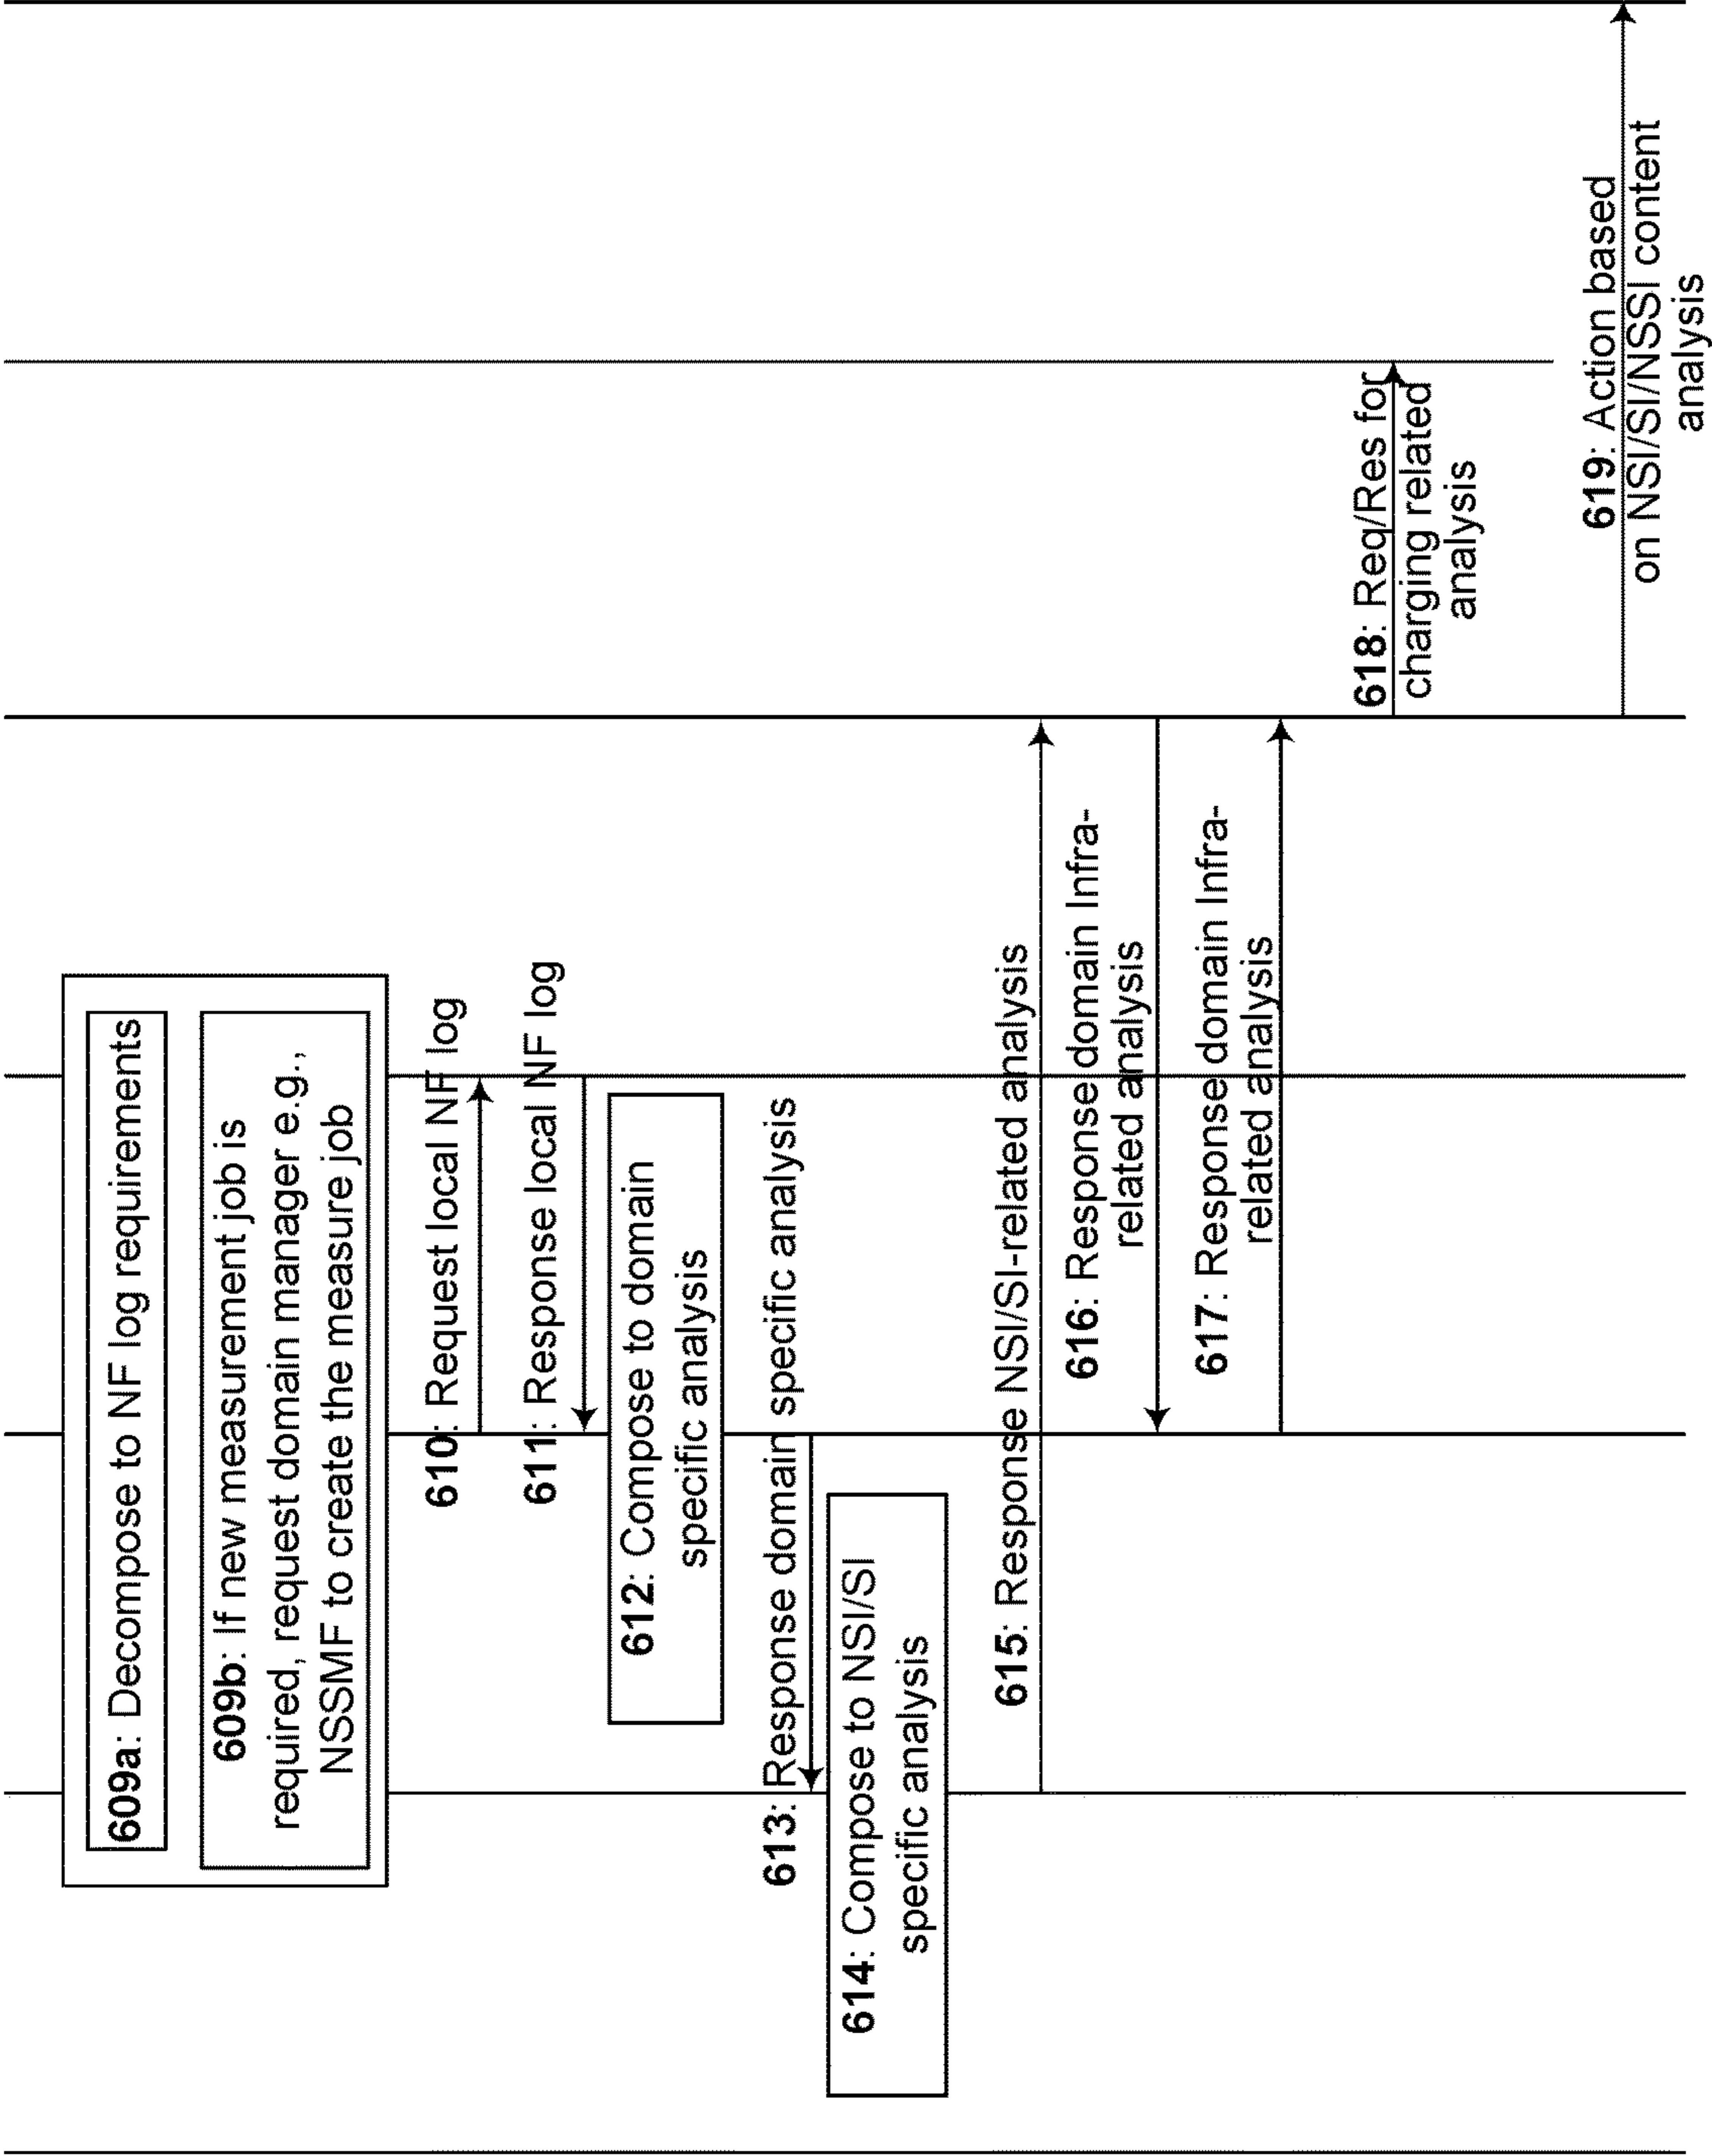 609a: Decompose to NF log requirements
609b: If new measurement job is
required, request domain manager e.g.,
NSSMF to create the measure job
610: Request local NF log
611: Response local NF log
612: Compose to domain
specific analysis
613: Response domain specific analysis
614: Compose to NSI/SI
specific analysis
615: Response NSI/SI-related analysis
616: Response domain Infra-
related analysis
617: Response domain Infra-
related analysis
618: Req/Res for
charging related
analysis
619: Action based
on NSI/SI/NSSI content
analysis